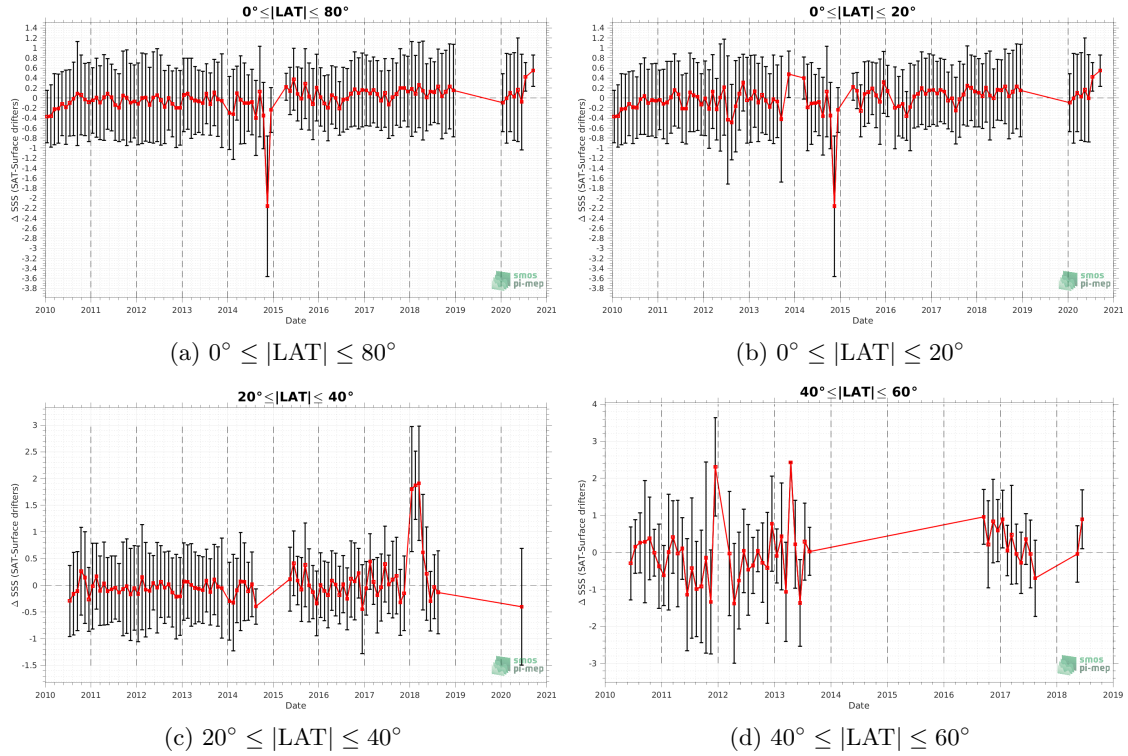 0°≤|LAT|≤ 80°
Δ SSS (SAT-Surface drifters)
1.4
1.2
1
0.8
0.6
0.4
0.2
0
-0.2
-0.4
-0.6
-0.8
-1
-1.2
-1.4
-1.6
-1.8
-2
-2.2
-2.4
-2.6
-2.8
-3
-3.2
-3.4
-3.6
-3.8
smos
pi-mep
2010 2011 2012 2013 2014 2015 2016 2017 2018 2019 2020 2021
Date
(a) 0° ≤ |LAT| ≤ 80°
0°≤|LAT|≤ 20°
Δ SSS (SAT-Surface drifters)
1.4
1.2
1
0.8
0.6
0.4
0.2
0
-0.2
-0.4
-0.6
-0.8
-1
-1.2
-1.4
-1.6
-1.8
-2
-2.2
-2.4
-2.6
-2.8
-3
-3.2
-3.4
-3.6
-3.8
smos
pi-mep
2010 2011 2012 2013 2014 2015 2016 2017 2018 2019 2020 2021
Date
(b) 0° ≤ |LAT| ≤ 20°
20°≤|LAT|≤ 40°
Δ SSS (SAT-Surface drifters)
3
2.5
2
1.5
1
0.5
0
-0.5
-1
-1.5
smos
pi-mep
2010 2011 2012 2013 2014 2015 2016 2017 2018 2019 2020 2021
Date
(c) 20° ≤ |LAT| ≤ 40°
40°≤|LAT|≤ 60°
Δ SSS (SAT-Surface drifters)
4
3
2
1
0
-1
-2
-3
smos
pi-mep
2010 2011 2012 2013 2014 2015 2016 2017 2018 2019
Date
(d) 40° ≤ |LAT| ≤ 60°